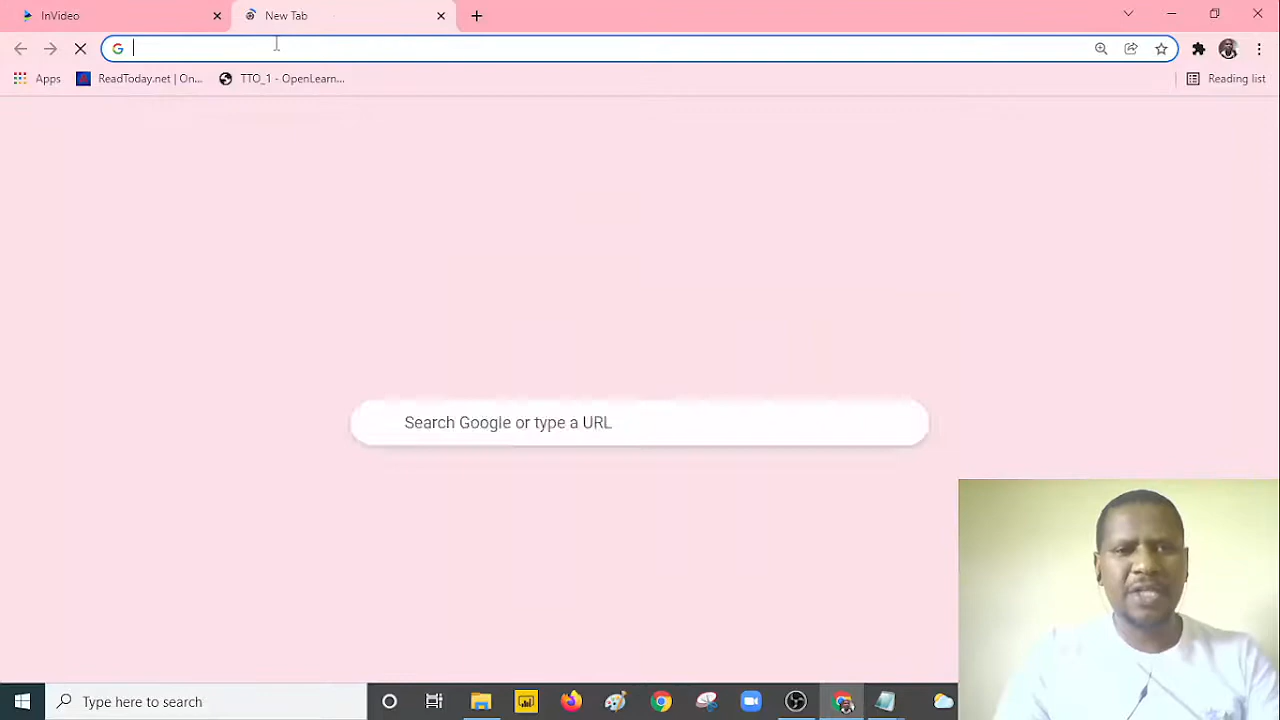 InVideo
New Tab
Apps
ReadToday.net | On...
TTO_1 - OpenLearn...
Reading list
Search Google or type a URL
Type here to search